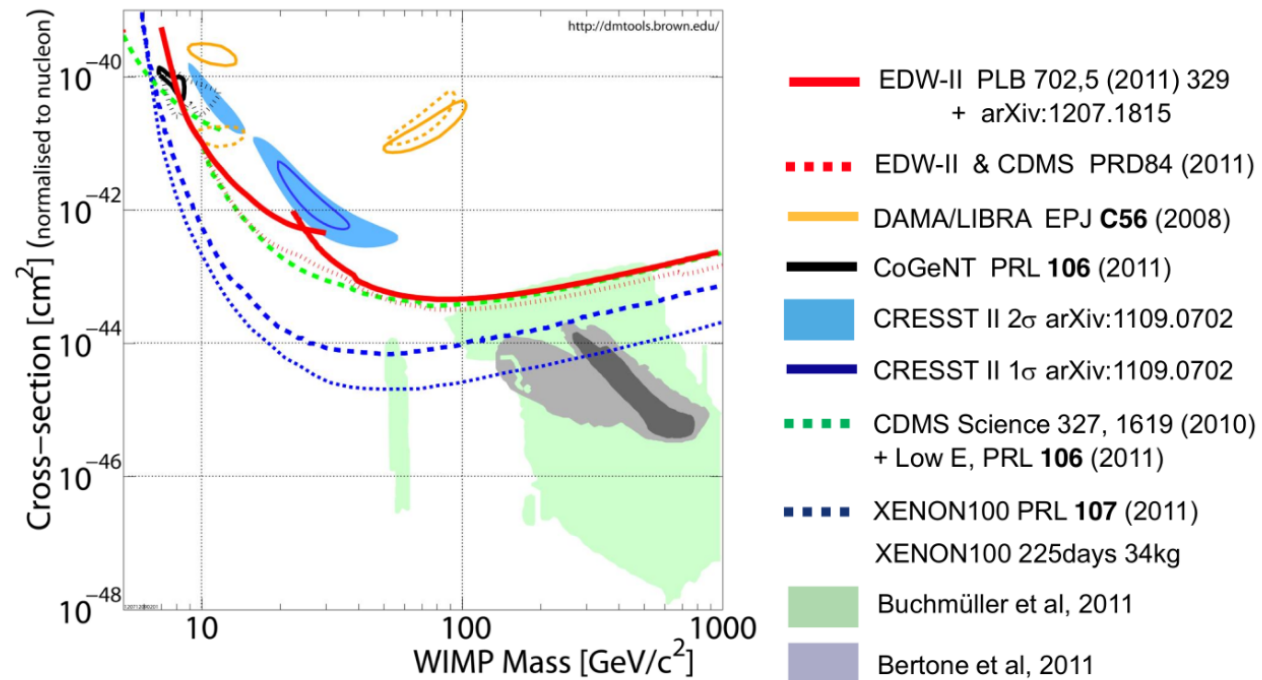 http://dmtools.brown.edu/
Cross−section [cm²] (normalised to nucleon)
10⁻⁴⁰
10⁻⁴²
10⁻⁴⁴
10⁻⁴⁶
10⁻⁴⁸
10
100
1000
WIMP Mass [GeV/c²]
EDW-II PLB 702,5 (2011) 329
+ arXiv:1207.1815
EDW-II & CDMS PRD84 (2011)
DAMA/LIBRA EPJ C56 (2008)
CoGeNT PRL 106 (2011)
CRESST II 2σ arXiv:1109.0702
CRESST II 1σ arXiv:1109.0702
CDMS Science 327, 1619 (2010)
+ Low E, PRL 106 (2011)
XENON100 PRL 107 (2011)
XENON100 225days 34kg
Buchmüller et al, 2011
Bertone et al, 2011